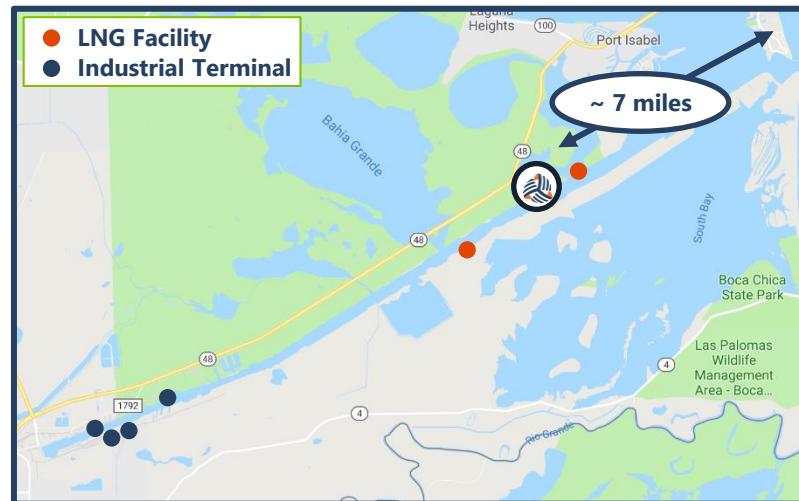 LNG Facility
Industrial Terminal
Laguna
Heights
100
Port Isabel
~ 7 miles
Bahia Grande
48
48
South Bay
Boca Chica
State Park
Las Palomas
Wildlife
Management
Area - Boca...
48
4
1792
4
Rio Grande